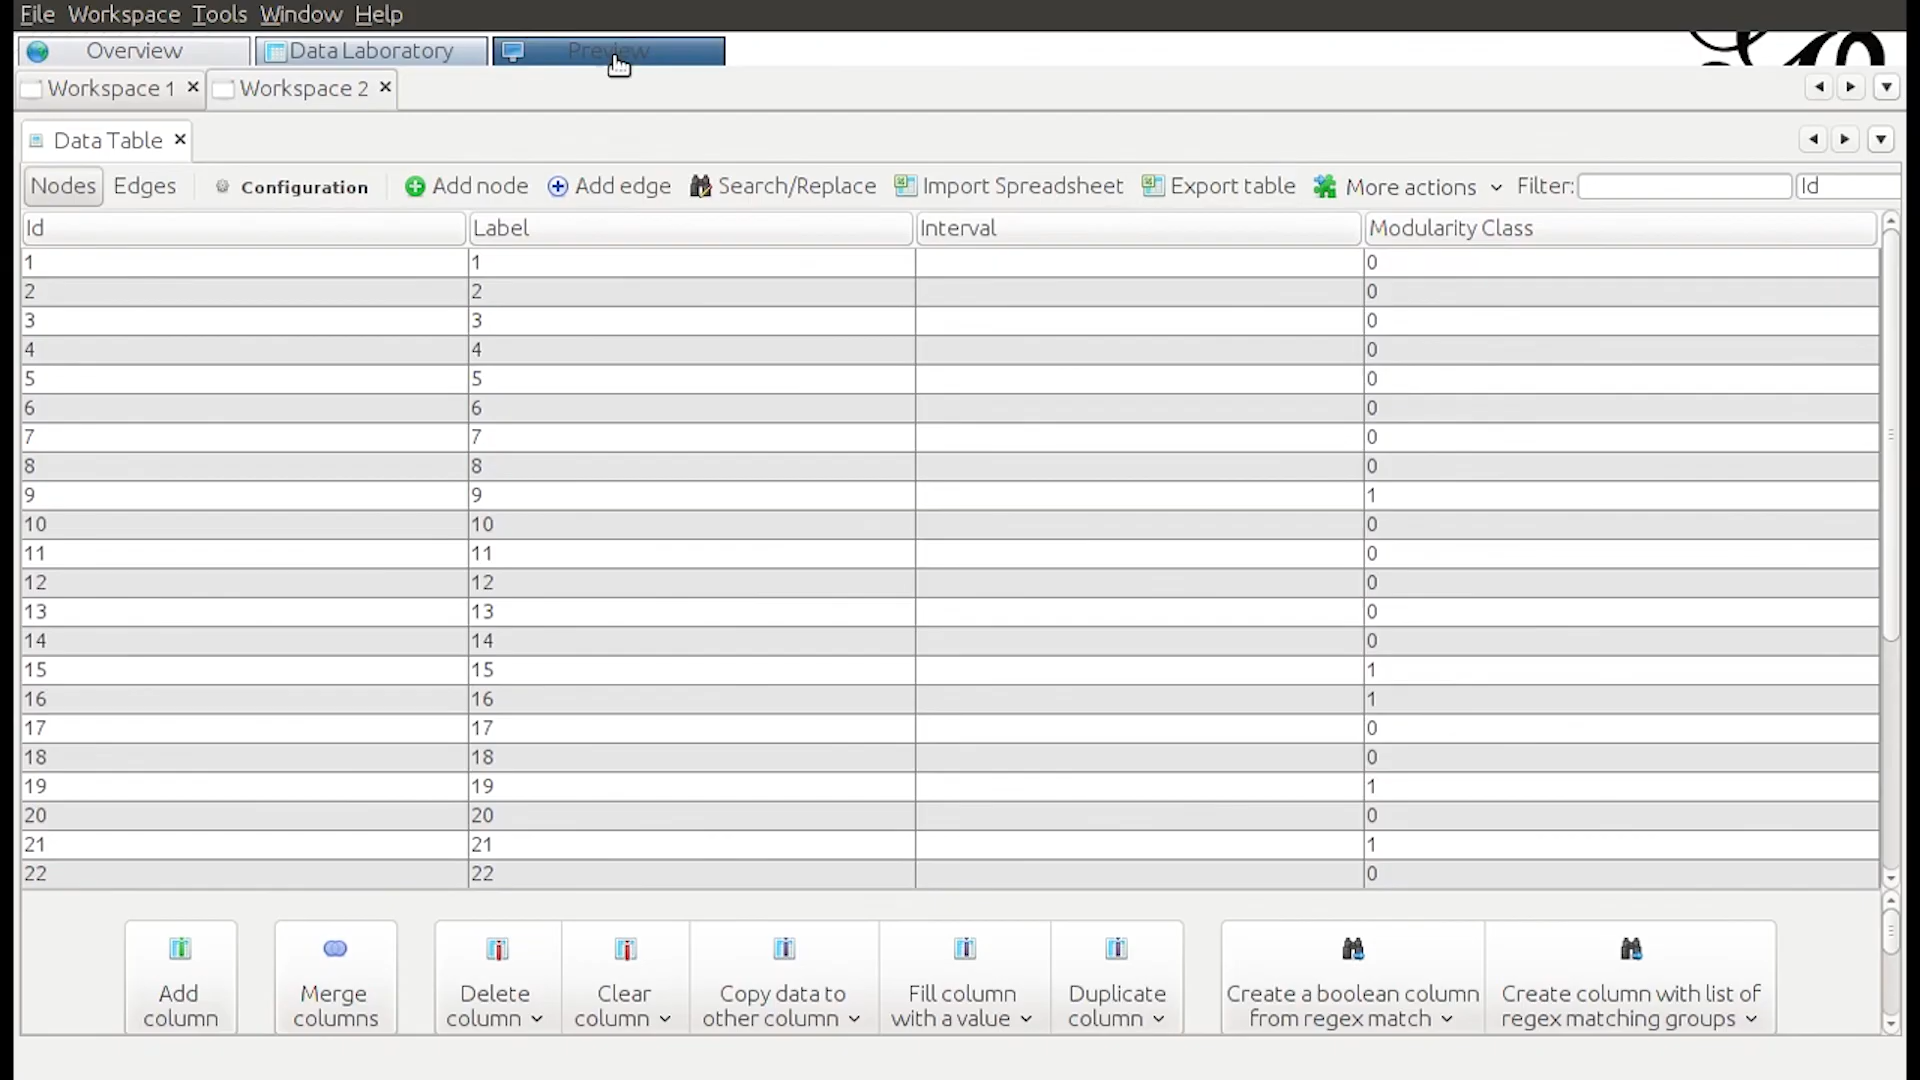 File Workspace Tools Window Help
Overview Data Laboratory Preview
Workspace 1 Workspace 2
Data Table
Nodes Edges Configuration Add node Add edge Search/Replace Import Spreadsheet Export table More actions Filter: Id
Id Label Interval Modularity Class
1 1 0
2 2 0
3 3 0
4 4 0
5 5 0
6 6 0
7 7 0
8 8 0
9 9 1
10 10 0
11 11 0
12 12 0
13 13 0
14 14 0
15 15 1
16 16 1
17 17 0
18 18 0
19 19 1
20 20 0
21 21 1
22 22 0
Add Merge Delete Clear Copy data to Fill column Duplicate Create a boolean column Create column with list of
column columns column column other column with a value column from regex match regex matching groups